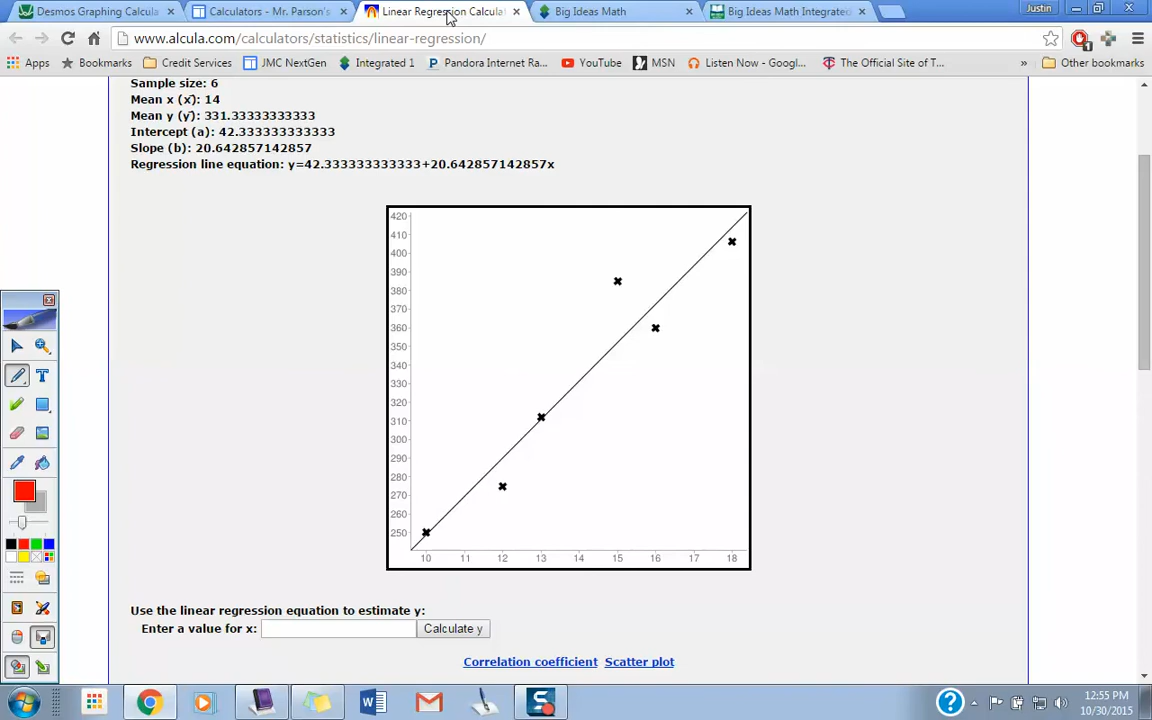 Desmos Graphing Calcula
Calculators - Mr. Parson's
Linear Regression Calcula
Big Ideas Math
Big Ideas Math Integrated
Justin
www.alcula.com/calculators/statistics/linear-regression/
Apps Bookmarks Credit Services JMC NextGen Integrated 1 Pandora Internet Ra... YouTube MSN Listen Now - Googl... The Official Site of T... » Other bookmarks
Sample size: 6
Mean x (x̄): 14
Mean y (ȳ): 331.33333333333
Intercept (a): 42.333333333333
Slope (b): 20.642857142857
Regression line equation: y=42.333333333333+20.642857142857x
420
410
400
390
380
370
360
350
340
330
320
310
300
290
280
270
260
250
10 11 12 13 14 15 16 17 18
Use the linear regression equation to estimate y:
Enter a value for x: Calculate y
Correlation coefficient Scatter plot
12:55 PM
10/30/2015